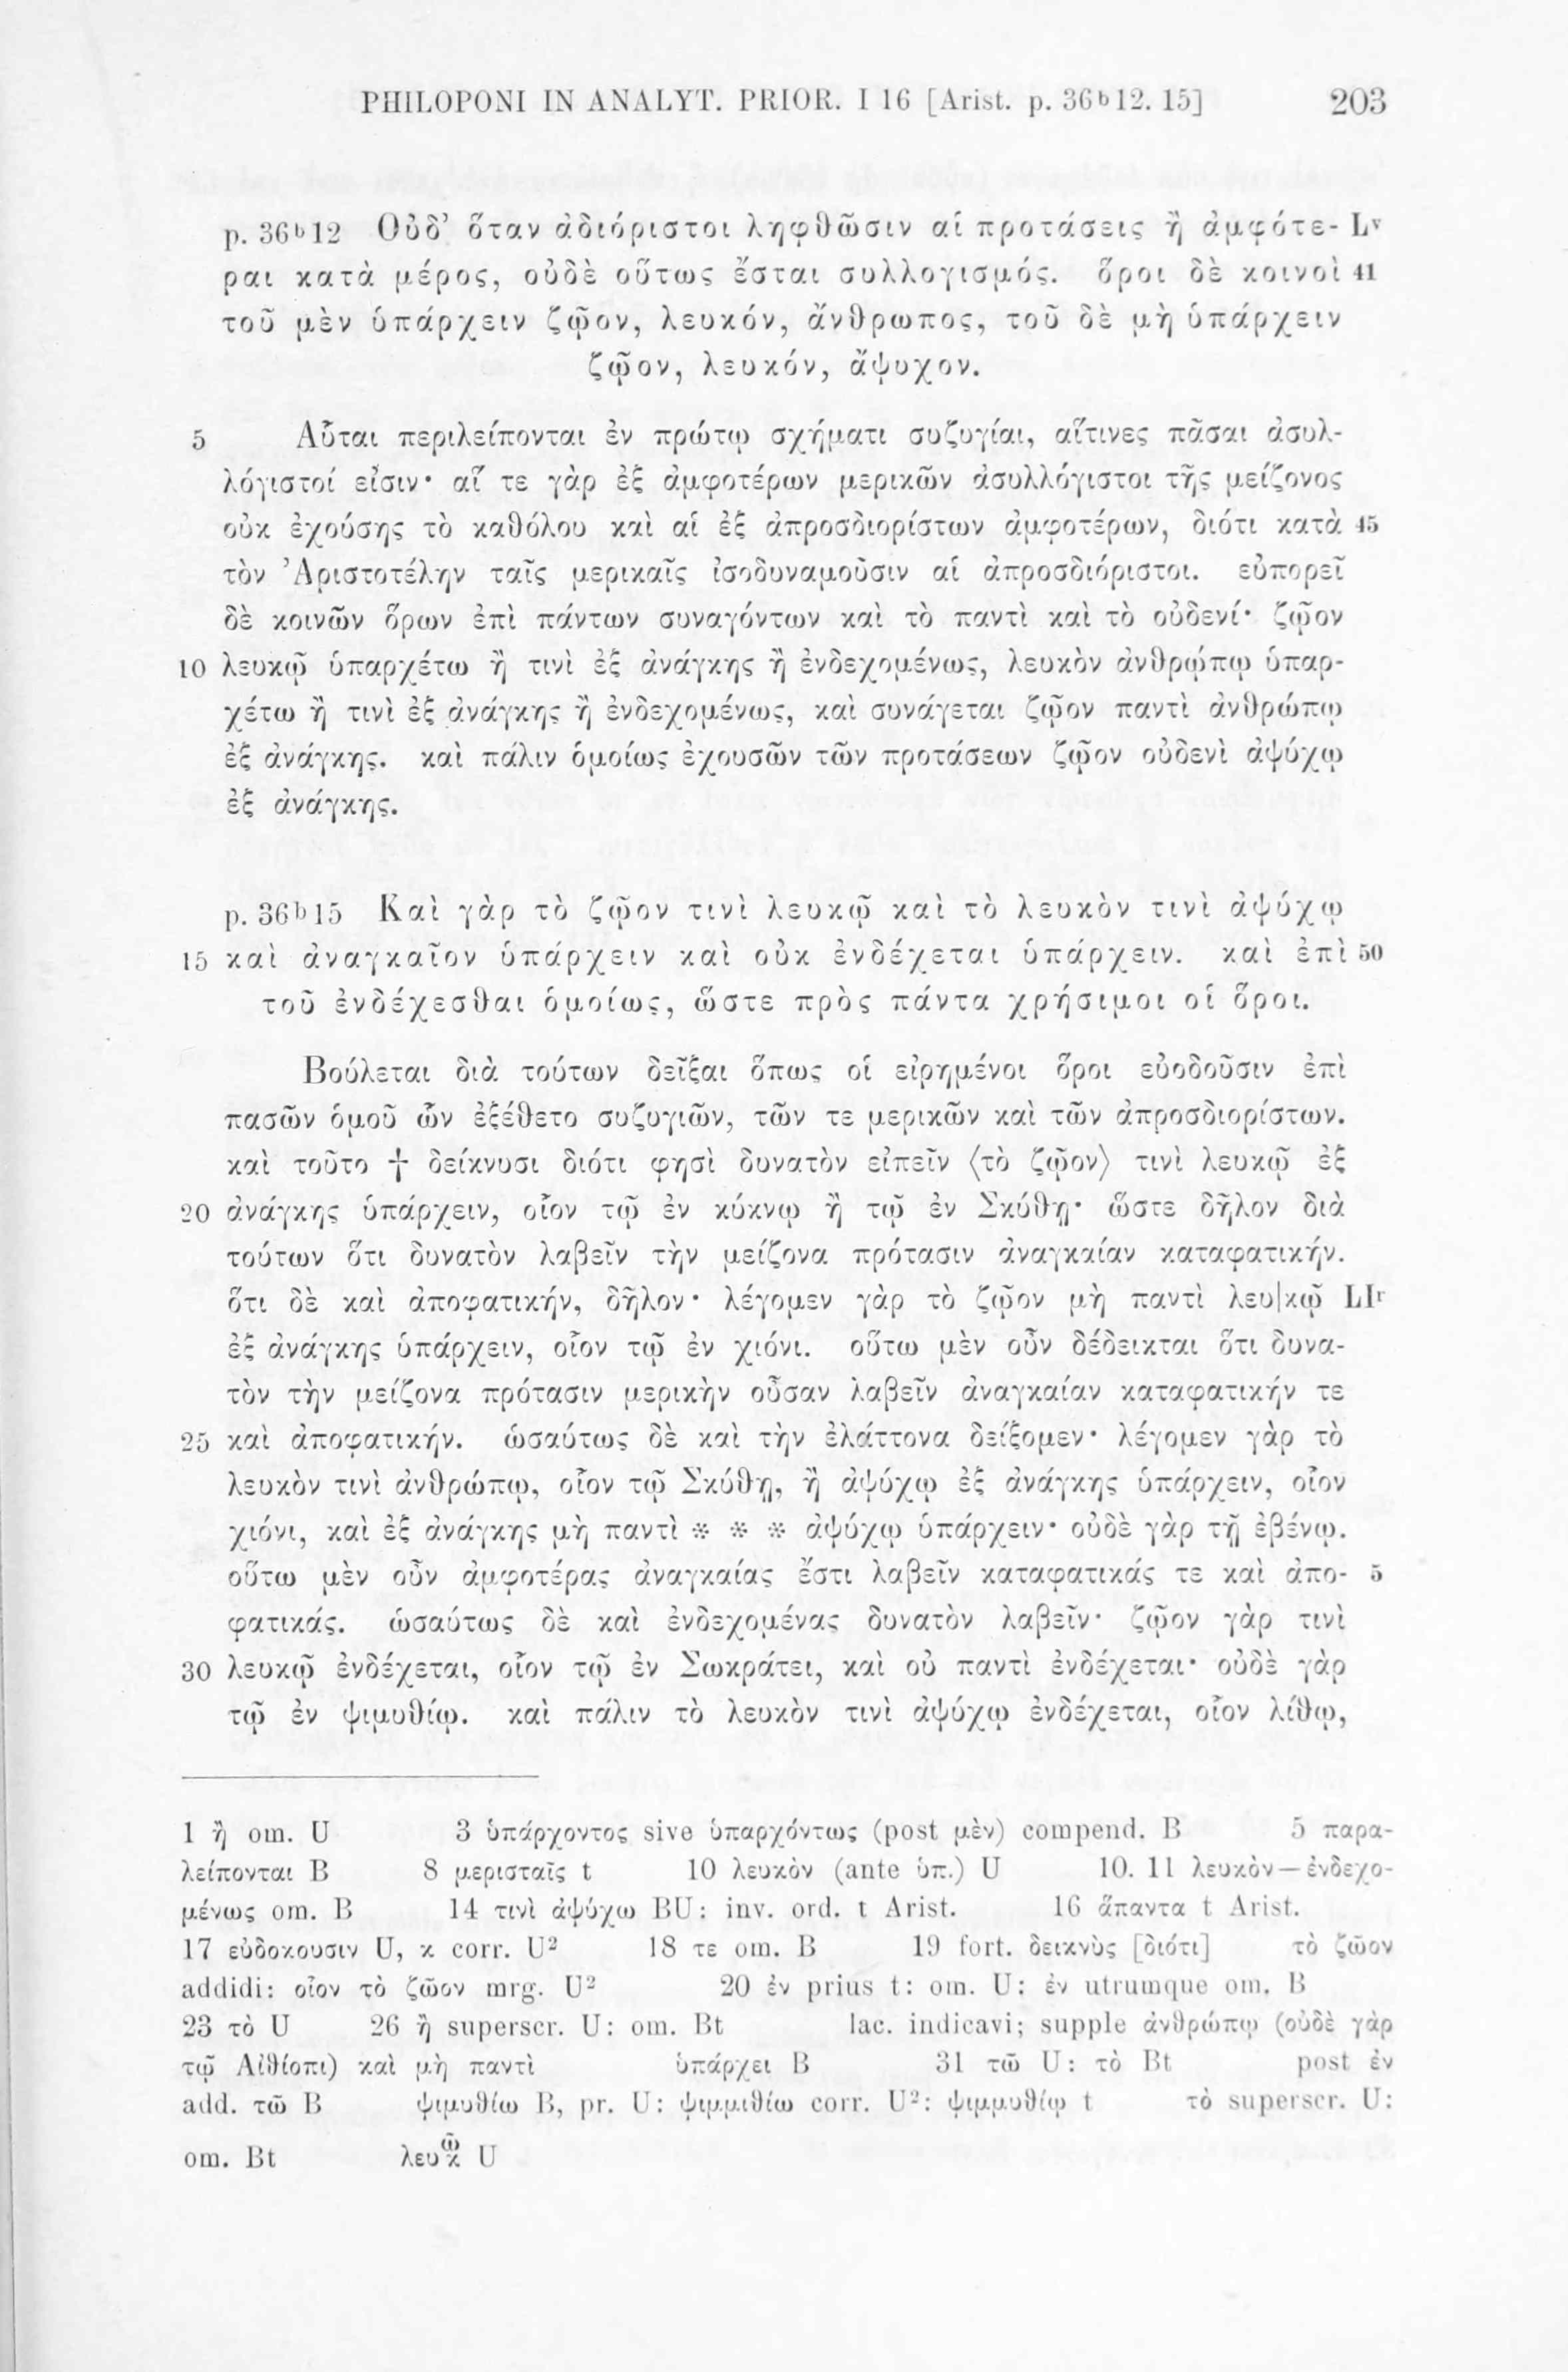 PHILOPONI IN ANALYT. PRIOR. I 16 [Arist. p. 36ᵇ12. 15] 203
p. 36ᵇ12 Οὐδ’ ὅταν ἀδιόριστοι ληφθῶσιν αἱ προτάσεις ἢ ἀμφότε- Lᵛ
ραι κατὰ μέρος, οὐδὲ οὕτως ἔσται συλλογισμός. ὅροι δὲ κοινοὶ 41
τοῦ μὲν ὑπάρχειν ζῷον, λευκόν, ἄνθρωπος, τοῦ δὲ μὴ ὑπάρχειν
ζῷον, λευκόν, ἄψυχον.
5 Αὗται περιλείπονται ἐν πρώτῳ σχήματι συζυγίαι, αἵτινες πᾶσαι ἀσυλ-
λόγιστοί εἰσιν· αἵ τε γὰρ ἐξ ἀμφοτέρων μερικῶν ἀσυλλόγιστοι τῆς μείζονος
οὐκ ἐχούσης τὸ καθόλου καὶ αἱ ἐξ ἀπροσδιορίστων ἀμφοτέρων, διότι κατὰ 45
τὸν Ἀριστοτέλην ταῖς μερικαῖς ἰσοδυναμοῦσιν αἱ ἀπροσδιόριστοι. εὐπορεῖ
δὲ κοινῶν ὅρων ἐπὶ πάντων συναγόντων καὶ τὸ παντὶ καὶ τὸ οὐδενί· ζῷον
10 λευκῷ ὑπαρχέτω ἢ τινὶ ἐξ ἀνάγκης ἢ ἐνδεχομένως, λευκὸν ἀνθρώπῳ ὑπαρ-
χέτω ἢ τινὶ ἐξ ἀνάγκης ἢ ἐνδεχομένως, καὶ συνάγεται ζῷον παντὶ ἀνθρώπῳ
ἐξ ἀνάγκης. καὶ πάλιν ὁμοίως ἐχουσῶν τῶν προτάσεων ζῷον οὐδενὶ ἀψύχῳ
ἐξ ἀνάγκης.
p. 36ᵇ15 Καὶ γὰρ τὸ ζῷον τινὶ λευκῷ καὶ τὸ λευκὸν τινὶ ἀψύχῳ
15 καὶ ἀναγκαῖον ὑπάρχειν καὶ οὐκ ἐνδέχεται ὑπάρχειν. καὶ ἐπὶ 50
τοῦ ἐνδέχεσθαι ὁμοίως, ὥστε πρὸς πάντα χρήσιμοι οἱ ὅροι.
Βούλεται διὰ τούτων δεῖξαι ὅπως οἱ εἰρημένοι ὅροι εὐοδοῦσιν ἐπὶ
πασῶν ὁμοῦ ὧν ἐξέθετο συζυγιῶν, τῶν τε μερικῶν καὶ τῶν ἀπροσδιορίστων.
καὶ τοῦτο † δείκνυσι διότι φησὶ δυνατὸν εἰπεῖν ⟨τὸ ζῷον⟩ τινὶ λευκῷ ἐξ
20 ἀνάγκης ὑπάρχειν, οἷον τῷ ἐν κύκνῳ ἢ τῷ ἐν Σκύθῃ· ὥστε δῆλον διὰ
τούτων ὅτι δυνατὸν λαβεῖν τὴν μείζονα πρότασιν ἀναγκαίαν καταφατικήν.
ὅτι δὲ καὶ ἀποφατικήν, δῆλον· λέγομεν γὰρ τὸ ζῷον μὴ παντὶ λευ|κῷ LIʳ
ἐξ ἀνάγκης ὑπάρχειν, οἷον τῷ ἐν χιόνι. οὕτω μὲν οὖν δέδεικται ὅτι δυνα-
τὸν τὴν μείζονα πρότασιν μερικὴν οὖσαν λαβεῖν ἀναγκαίαν καταφατικήν τε
25 καὶ ἀποφατικήν. ὡσαύτως δὲ καὶ τὴν ἐλάττονα δείξομεν· λέγομεν γὰρ τὸ
λευκὸν τινὶ ἀνθρώπῳ, οἷον τῷ Σκύθῃ, ἢ ἀψύχῳ ἐξ ἀνάγκης ὑπάρχειν, οἷον
χιόνι, καὶ ἐξ ἀνάγκης μὴ παντὶ * * * ἀψύχῳ ὑπάρχειν· οὐδὲ γὰρ τῇ ἐβένῳ.
οὕτω μὲν οὖν ἀμφοτέρας ἀναγκαίας ἔστι λαβεῖν καταφατικάς τε καὶ ἀπο- 5
φατικάς. ὡσαύτως δὲ καὶ ἐνδεχομένας δυνατὸν λαβεῖν· ζῷον γὰρ τινὶ
30 λευκῷ ἐνδέχεται, οἷον τῷ ἐν Σωκράτει, καὶ οὐ παντὶ ἐνδέχεται· οὐδὲ γὰρ
τῷ ἐν ψιμυθίῳ. καὶ πάλιν τὸ λευκὸν τινὶ ἀψύχῳ ἐνδέχεται, οἷον λίθῳ,
1 ἢ om. U 3 ὑπάρχοντος sive ὑπαρχόντως (post μὲν) compend. B 5 παρα-
λείπονται B 8 μερισταῖς t 10 λευκὸν (ante ὑπ.) U 10. 11 λευκὸν—ἐνδεχο-
μένως om. B 14 τινὶ ἀψύχω BU: inv. ord. t Arist. 16 ἅπαντα t Arist.
17 εὐδοκουσιν U, κ corr. U² 18 τε om. B 19 fort. δεικνὺς [διότι] τὸ ζῶον
addidi: οἷον τὸ ζῶον mrg. U² 20 ἐν prius t: om. U: ἐν utrumque om. B
23 τὸ U 26 ἢ superscr. U: om. Bt lac. indicavi; supple ἀνθρώπῳ (οὐδὲ γὰρ
τῷ Αἰθίοπι) καὶ μὴ παντὶ ὑπάρχει B 31 τῶ U: τὸ Bt post ἐν
add. τῶ B ψιμυθίω B, pr. U: ψιμμιθίω corr. U²: ψιμμυθίῳ t τὸ superscr. U:
om. Bt λευκῶ U